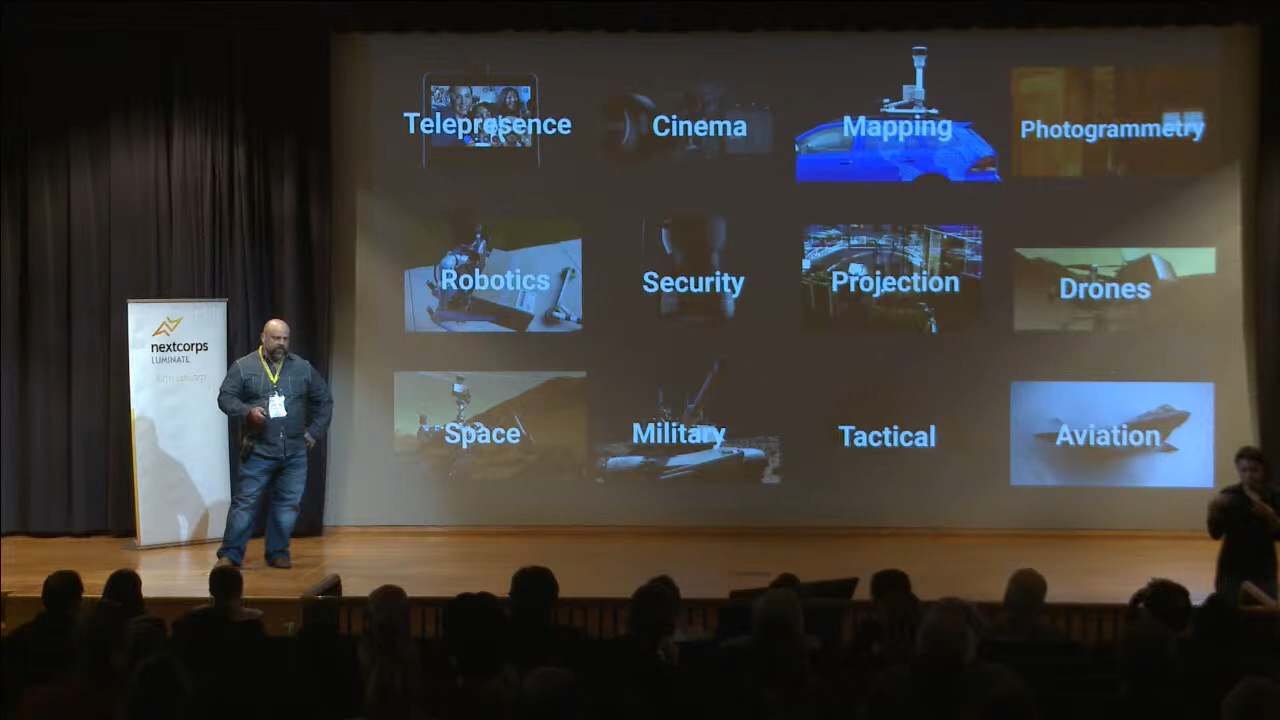 Telepresence
Cinema
Mapping
Photogrammetry
Robotics
Security
Projection
Drones
Space
Military
Tactical
Aviation
nextcorps
LUMINATE